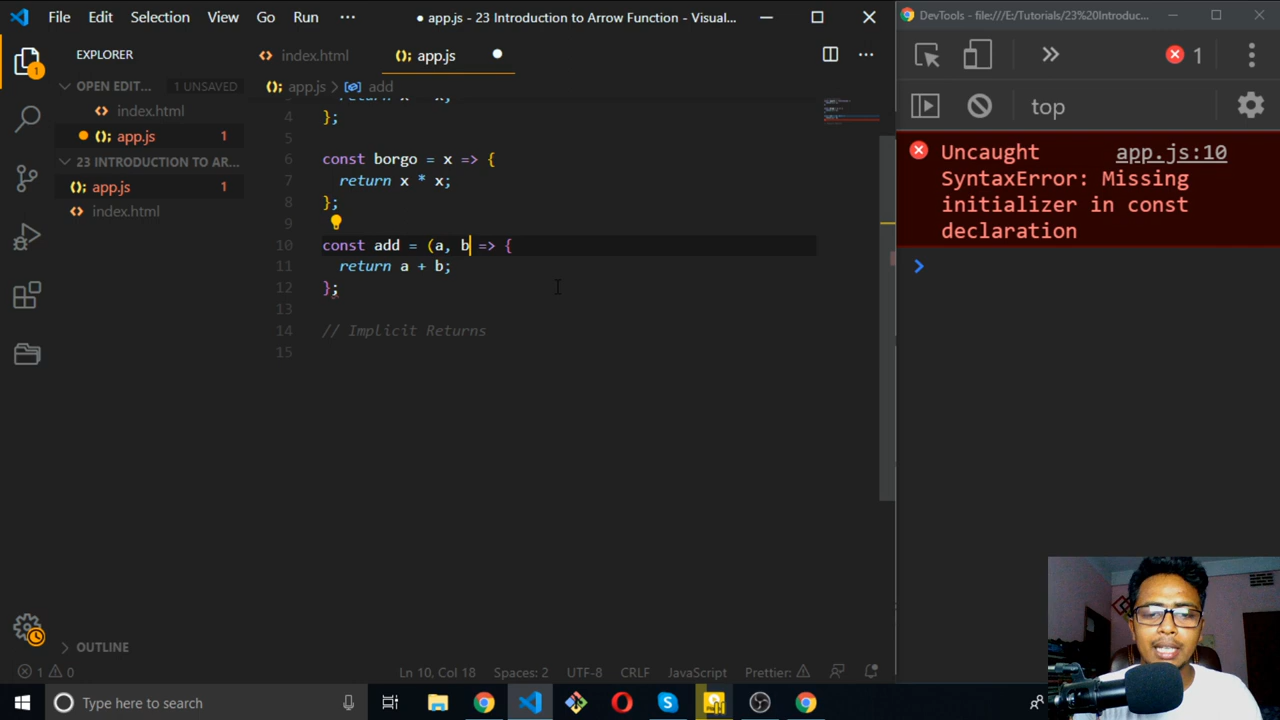 File Edit Selection View Go Run ··· ● app.js - 23 Introduction to Arrow Function - Visual...
DevTools - file:///E:/Tutorials/23%20Introduc...
EXPLORER
index.html
app.js
OPEN EDIT... 1 UNSAVED
index.html
app.js 1
23 INTRODUCTION TO AR...
app.js 1
index.html
app.js > add
4 };
5
6 const borgo = x => {
7 return x * x;
8 };
9
10 const add = (a, b => {
11 return a + b;
12 };
13
14 // Implicit Returns
15
OUTLINE
1 0
Ln 10, Col 18 Spaces: 2 UTF-8 CRLF JavaScript Prettier:
1
top
Uncaught app.js:10
SyntaxError: Missing
initializer in const
declaration
Type here to search